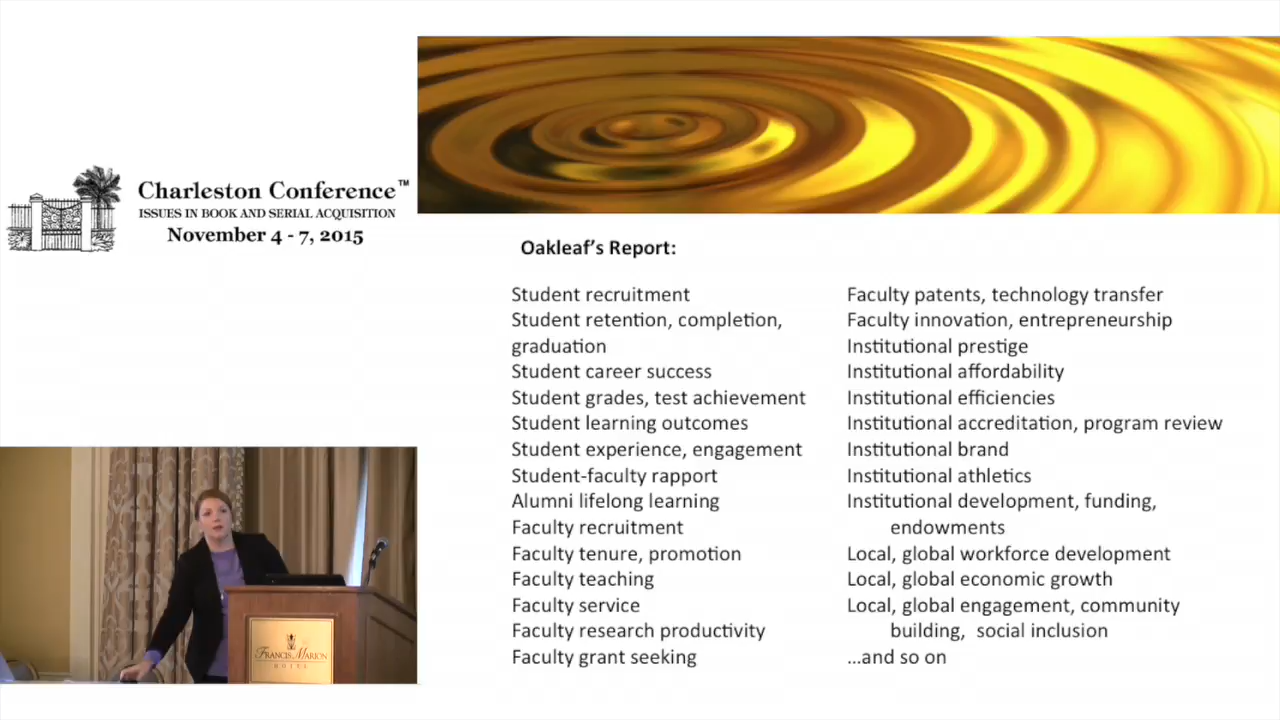 Charleston Conference™
ISSUES IN BOOK AND SERIAL ACQUISITION
November 4 - 7, 2015
Oakleaf's Report:
Student recruitment
Student retention, completion,
graduation
Student career success
Student grades, test achievement
Student learning outcomes
Student experience, engagement
Student-faculty rapport
Alumni lifelong learning
Faculty recruitment
Faculty tenure, promotion
Faculty teaching
Faculty service
Faculty research productivity
Faculty grant seeking
Faculty patents, technology transfer
Faculty innovation, entrepreneurship
Institutional prestige
Institutional affordability
Institutional efficiencies
Institutional accreditation, program review
Institutional brand
Institutional athletics
Institutional development, funding,
endowments
Local, global workforce development
Local, global economic growth
Local, global engagement, community
building, social inclusion
...and so on
FRANCIS MARION
HOTEL